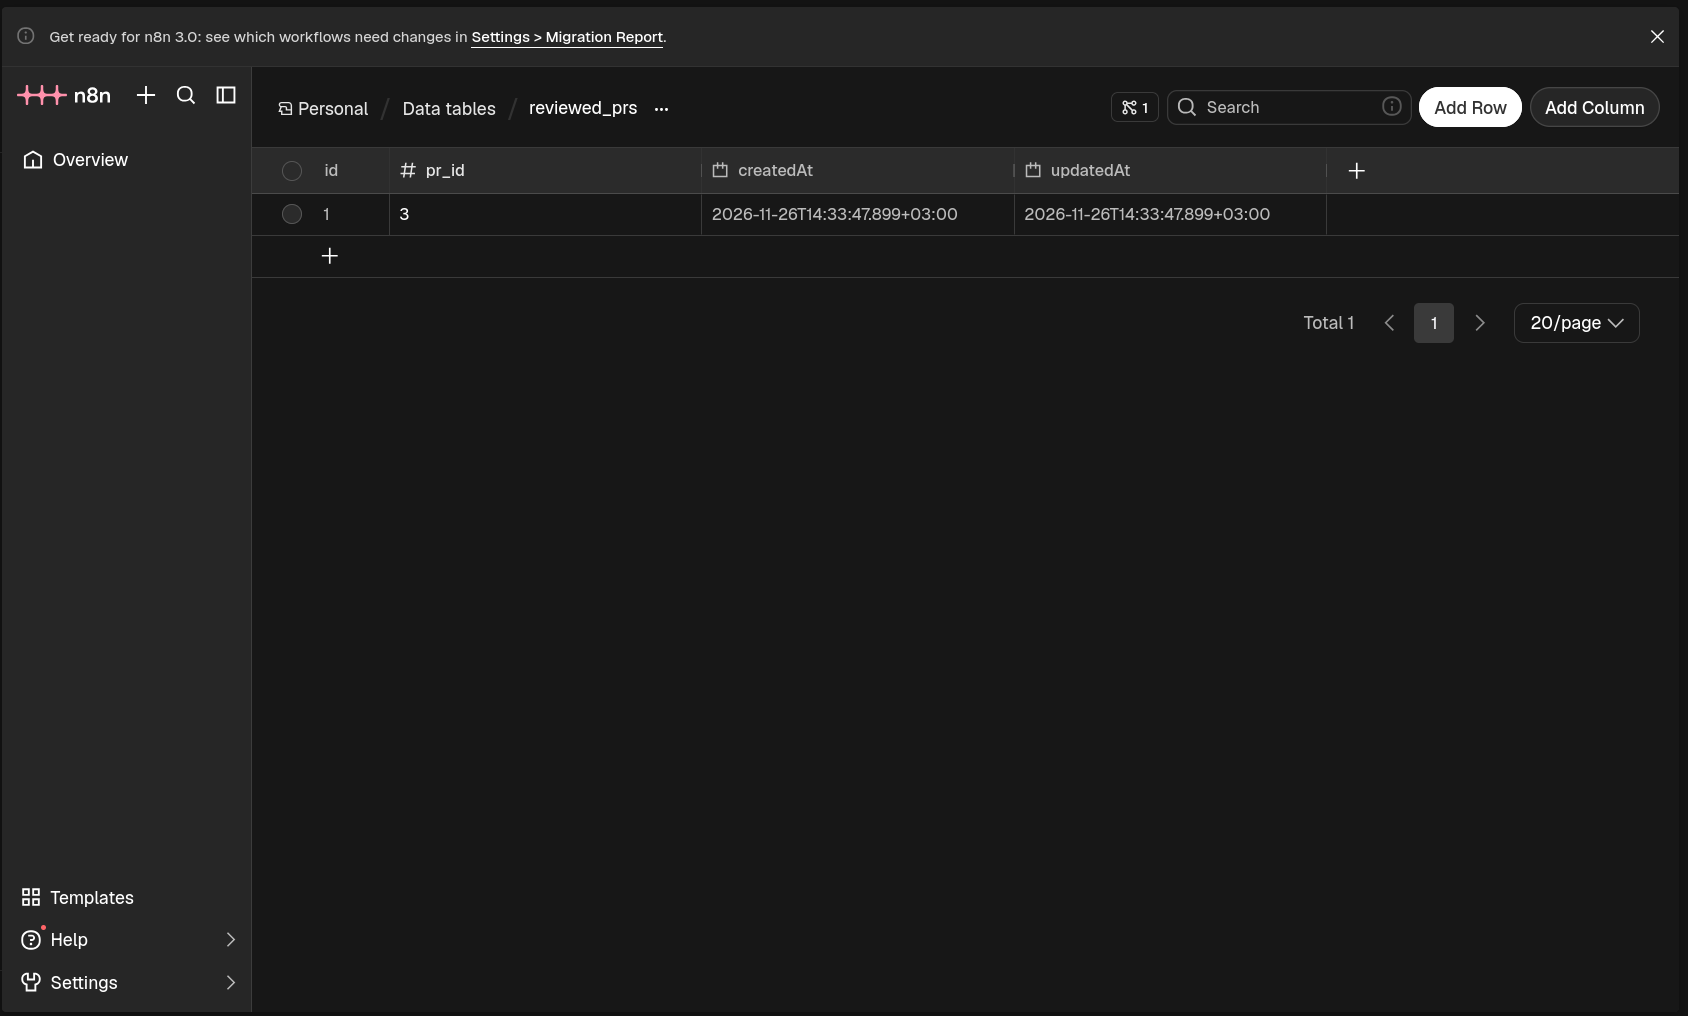 Get ready for n8n 3.0: see which workflows need changes in Settings > Migration Report.
n8n
Overview
Personal / Data tables / reviewed_prs ...
1
Search
Add Row
Add Column
id pr_id createdAt updatedAt
1 3 2026-11-26T14:33:47.899+03:00 2026-11-26T14:33:47.899+03:00
Total 1
1
20/page
Templates
Help
Settings